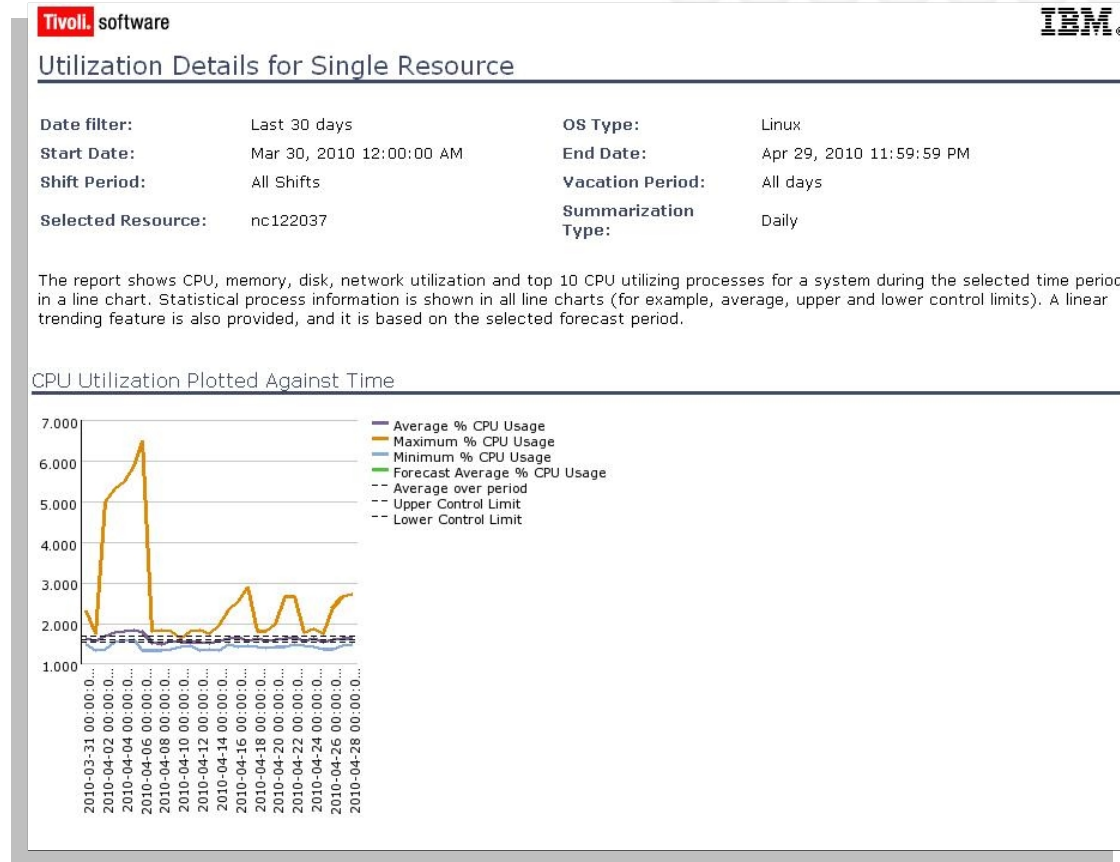 Tivoli. software
IBM®
Utilization Details for Single Resource
Date filter: Last 30 days OS Type: Linux
Start Date: Mar 30, 2010 12:00:00 AM End Date: Apr 29, 2010 11:59:59 PM
Shift Period: All Shifts Vacation Period: All days
Selected Resource: nc122037 Summarization Type: Daily
The report shows CPU, memory, disk, network utilization and top 10 CPU utilizing processes for a system during the selected time period
in a line chart. Statistical process information is shown in all line charts (for example, average, upper and lower control limits). A linear
trending feature is also provided, and it is based on the selected forecast period.
CPU Utilization Plotted Against Time
7.000
6.000
5.000
4.000
3.000
2.000
1.000
Average % CPU Usage
Maximum % CPU Usage
Minimum % CPU Usage
Forecast Average % CPU Usage
Average over period
Upper Control Limit
Lower Control Limit
2010-03-31 00:00:0...
2010-04-02 00:00:0...
2010-04-04 00:00:0...
2010-04-06 00:00:0...
2010-04-08 00:00:0...
2010-04-10 00:00:0...
2010-04-12 00:00:0...
2010-04-14 00:00:0...
2010-04-16 00:00:0...
2010-04-18 00:00:0...
2010-04-20 00:00:0...
2010-04-22 00:00:0...
2010-04-24 00:00:0...
2010-04-26 00:00:0...
2010-04-28 00:00:0...